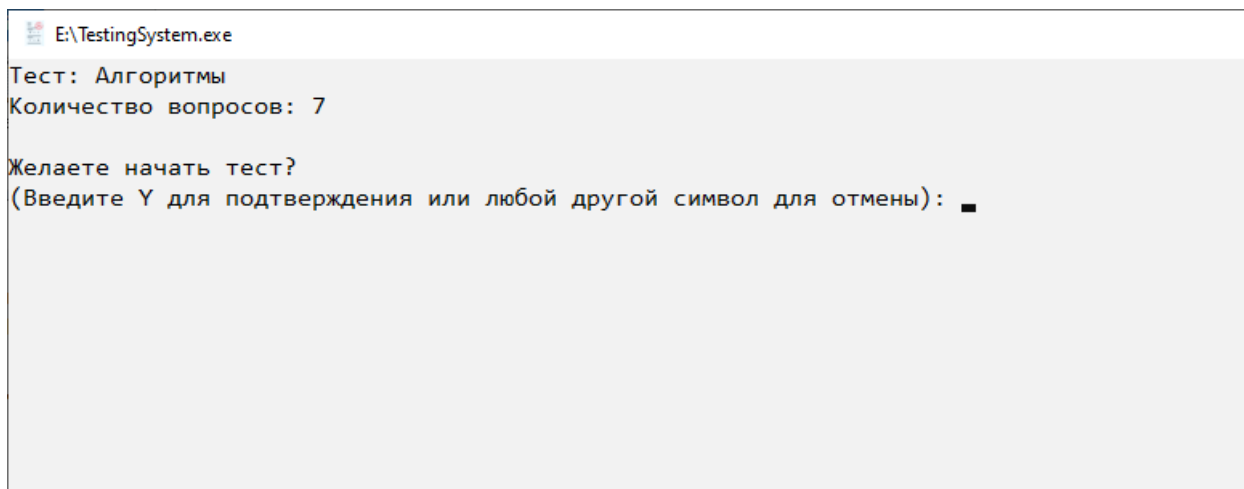 E:\TestingSystem.exe
Тест: Алгоритмы
Количество вопросов: 7
Желаете начать тест?
(Введите Y для подтверждения или любой другой символ для отмены):